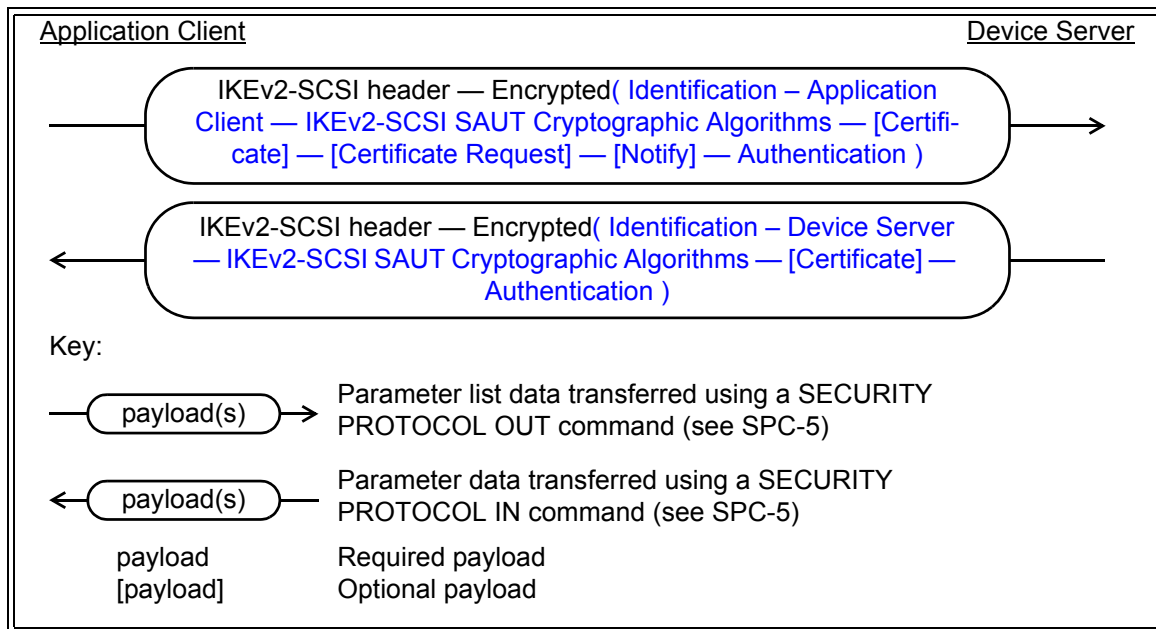 Application Client
Device Server
IKEv2-SCSI header — Encrypted( Identification – Application
Client — IKEv2-SCSI SAUT Cryptographic Algorithms — [Certifi-
cate] — [Certificate Request] — [Notify] — Authentication )
IKEv2-SCSI header — Encrypted( Identification – Device Server
— IKEv2-SCSI SAUT Cryptographic Algorithms — [Certificate] —
Authentication )
Key:
payload(s)
Parameter list data transferred using a SECURITY
PROTOCOL OUT command (see SPC-5)
payload(s)
Parameter data transferred using a SECURITY
PROTOCOL IN command (see SPC-5)
payload
Required payload
[payload]
Optional payload